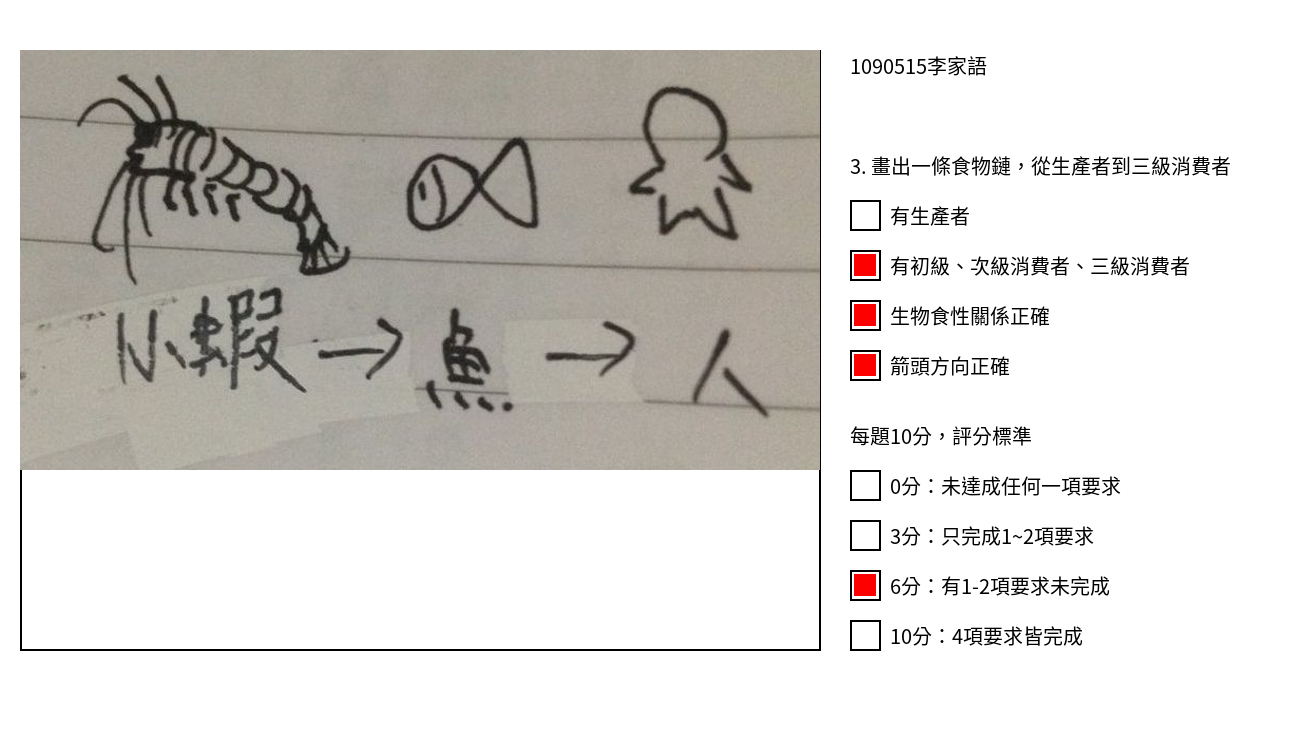 小蝦→魚→人
1090515李家語
3. 畫出一條食物鏈，從生產者到三級消費者
有生產者
有初級、次級消費者、三級消費者
生物食性關係正確
箭頭方向正確
每題10分，評分標準
0分：未達成任何一項要求
3分：只完成1~2項要求
6分：有1-2項要求未完成
10分：4項要求皆完成